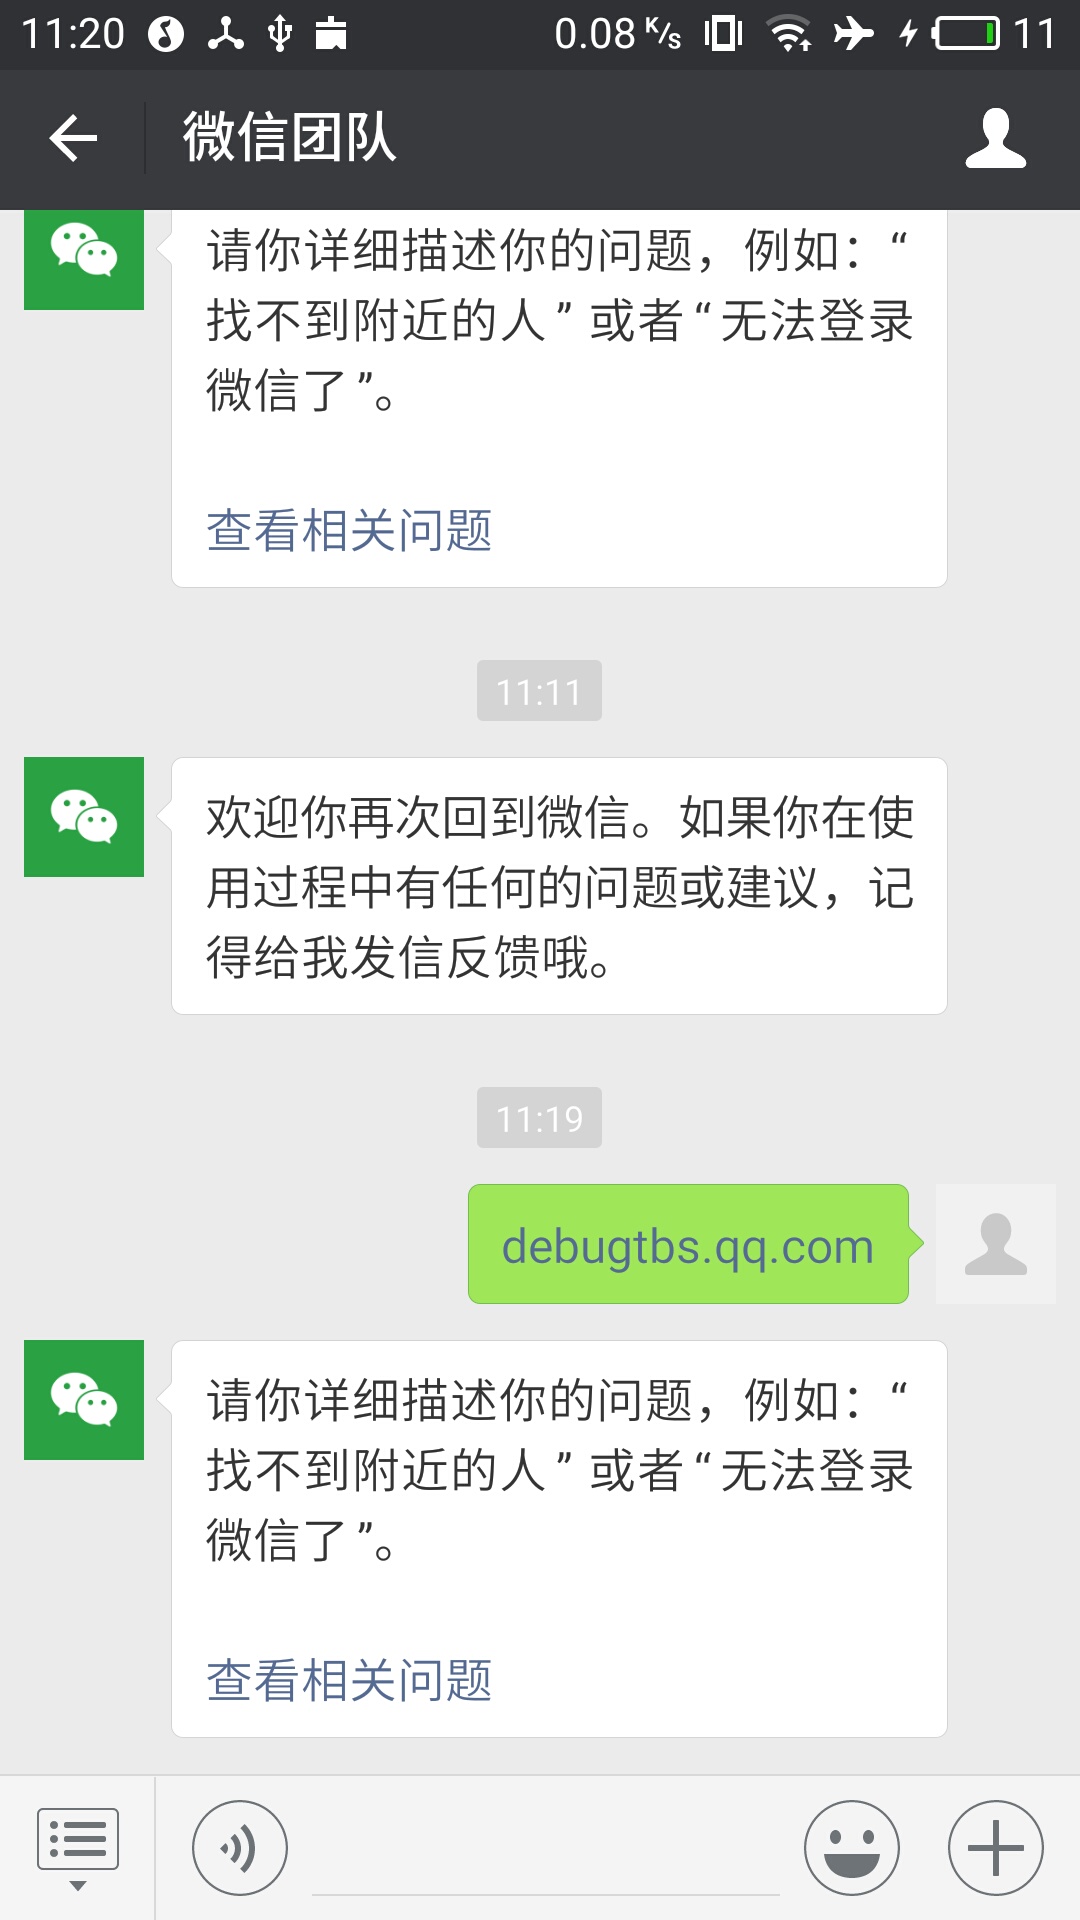 11:20
0.08 K/s
11
微信团队
请你详细描述你的问题，例如：“
找不到附近的人” 或者“无法登录
微信了”。
查看相关问题
11:11
欢迎你再次回到微信。如果你在使
用过程中有任何的问题或建议，记
得给我发信反馈哦。
11:19
debugtbs.qq.com
请你详细描述你的问题，例如：“
找不到附近的人” 或者“无法登录
微信了”。
查看相关问题